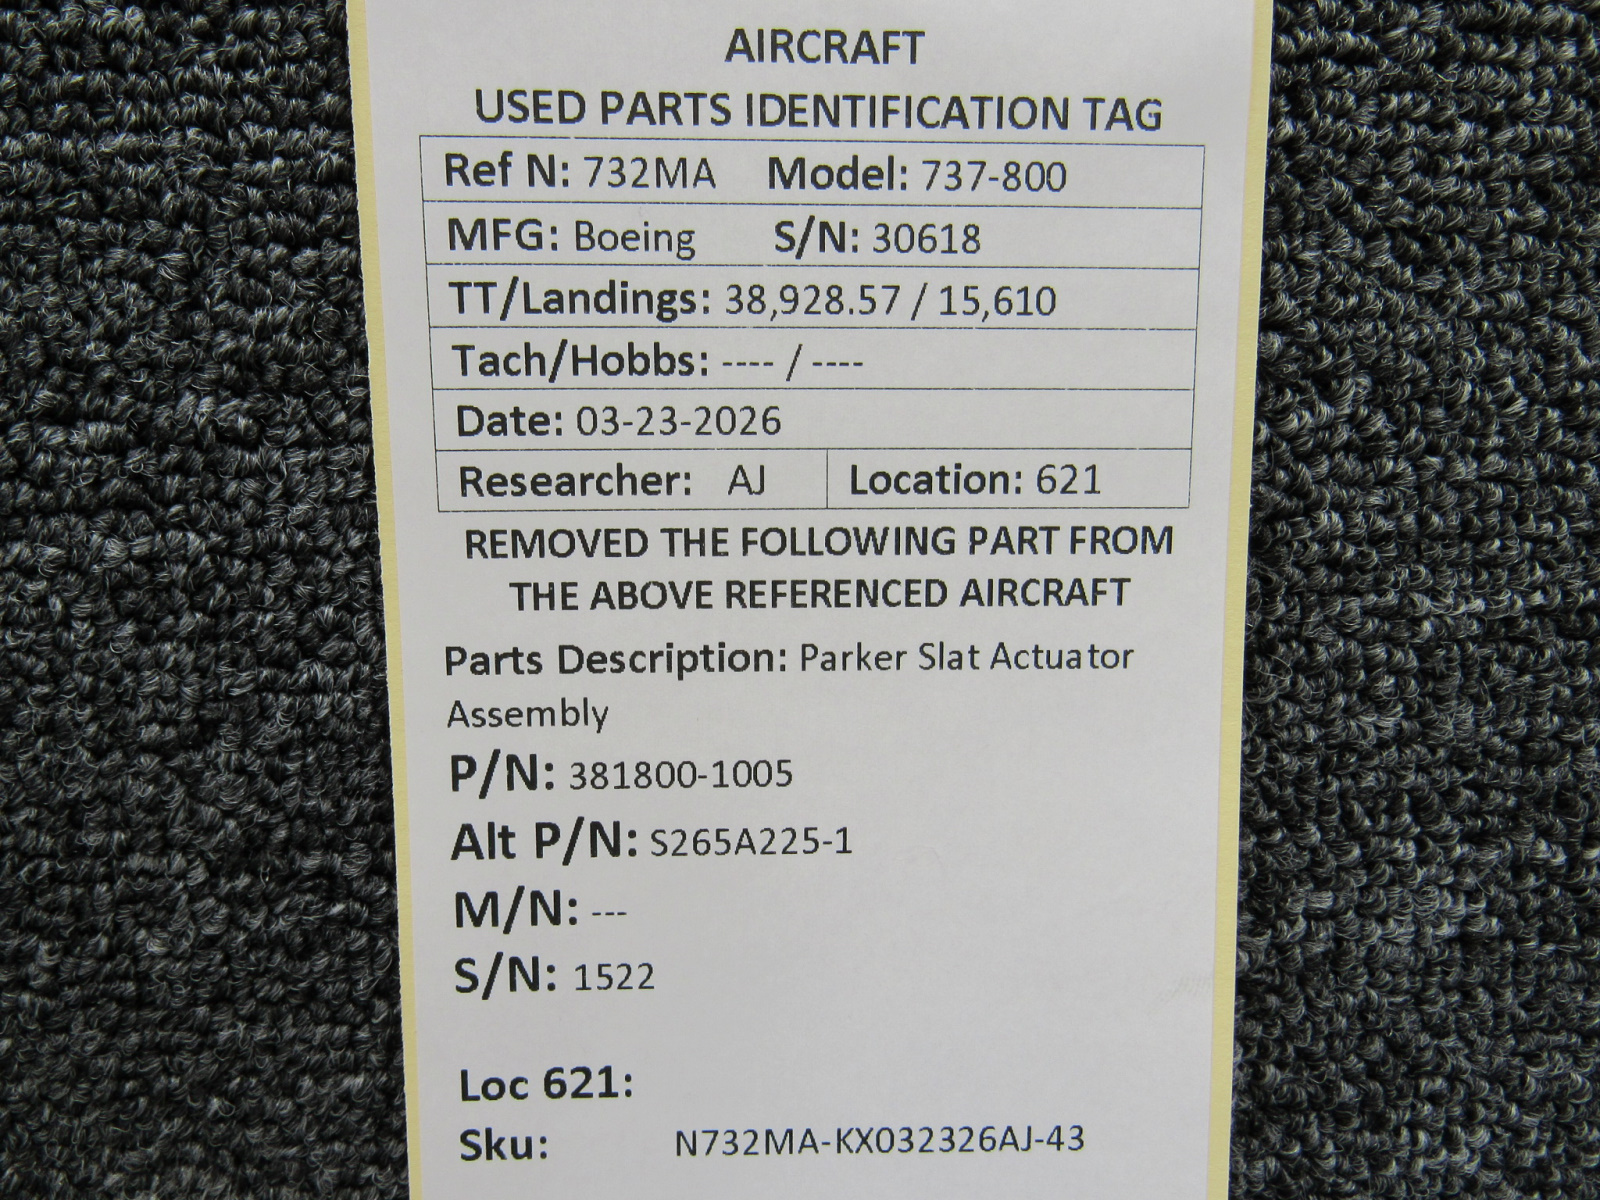 AIRCRAFT
USED PARTS IDENTIFICATION TAG
Ref N: 732MA Model: 737-800
MFG: Boeing S/N: 30618
TT/Landings: 38,928.57 / 15,610
Tach/Hobbs: ---- / ----
Date: 03-23-2026
Researcher: AJ Location: 621
REMOVED THE FOLLOWING PART FROM
THE ABOVE REFERENCED AIRCRAFT
Parts Description: Parker Slat Actuator
Assembly
P/N: 381800-1005
Alt P/N: S265A225-1
M/N: ---
S/N: 1522
Loc 621:
Sku: N732MA-KX032326AJ-43